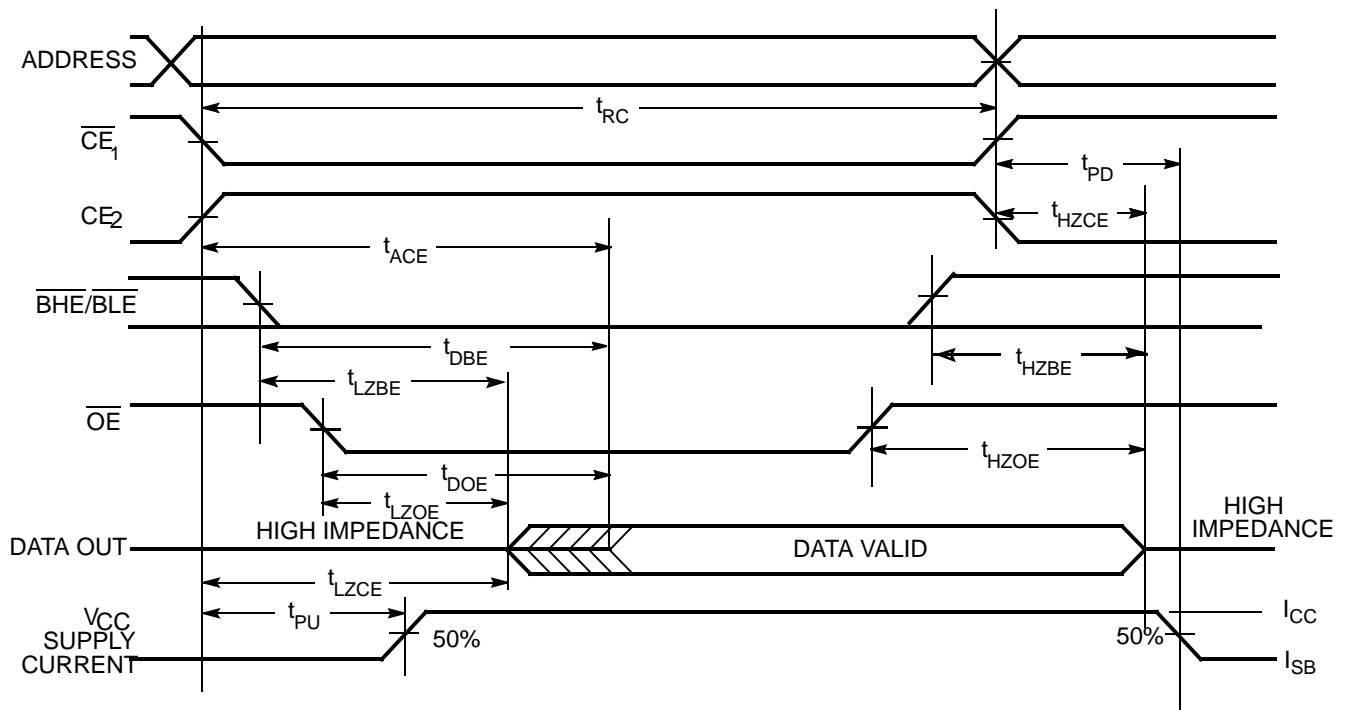 ADDRESS
tRC
CE1
tPD
CE2
tHZCE
tACE
BHE/BLE
tDBE
tHZBE
tLZBE
OE
tHZOE
tDOE
tLZOE
HIGH IMPEDANCE
HIGH
IMPEDANCE
DATA OUT
DATA VALID
tLZCE
tPU
VCC
SUPPLY
CURRENT
50%
50%
ICC
ISB